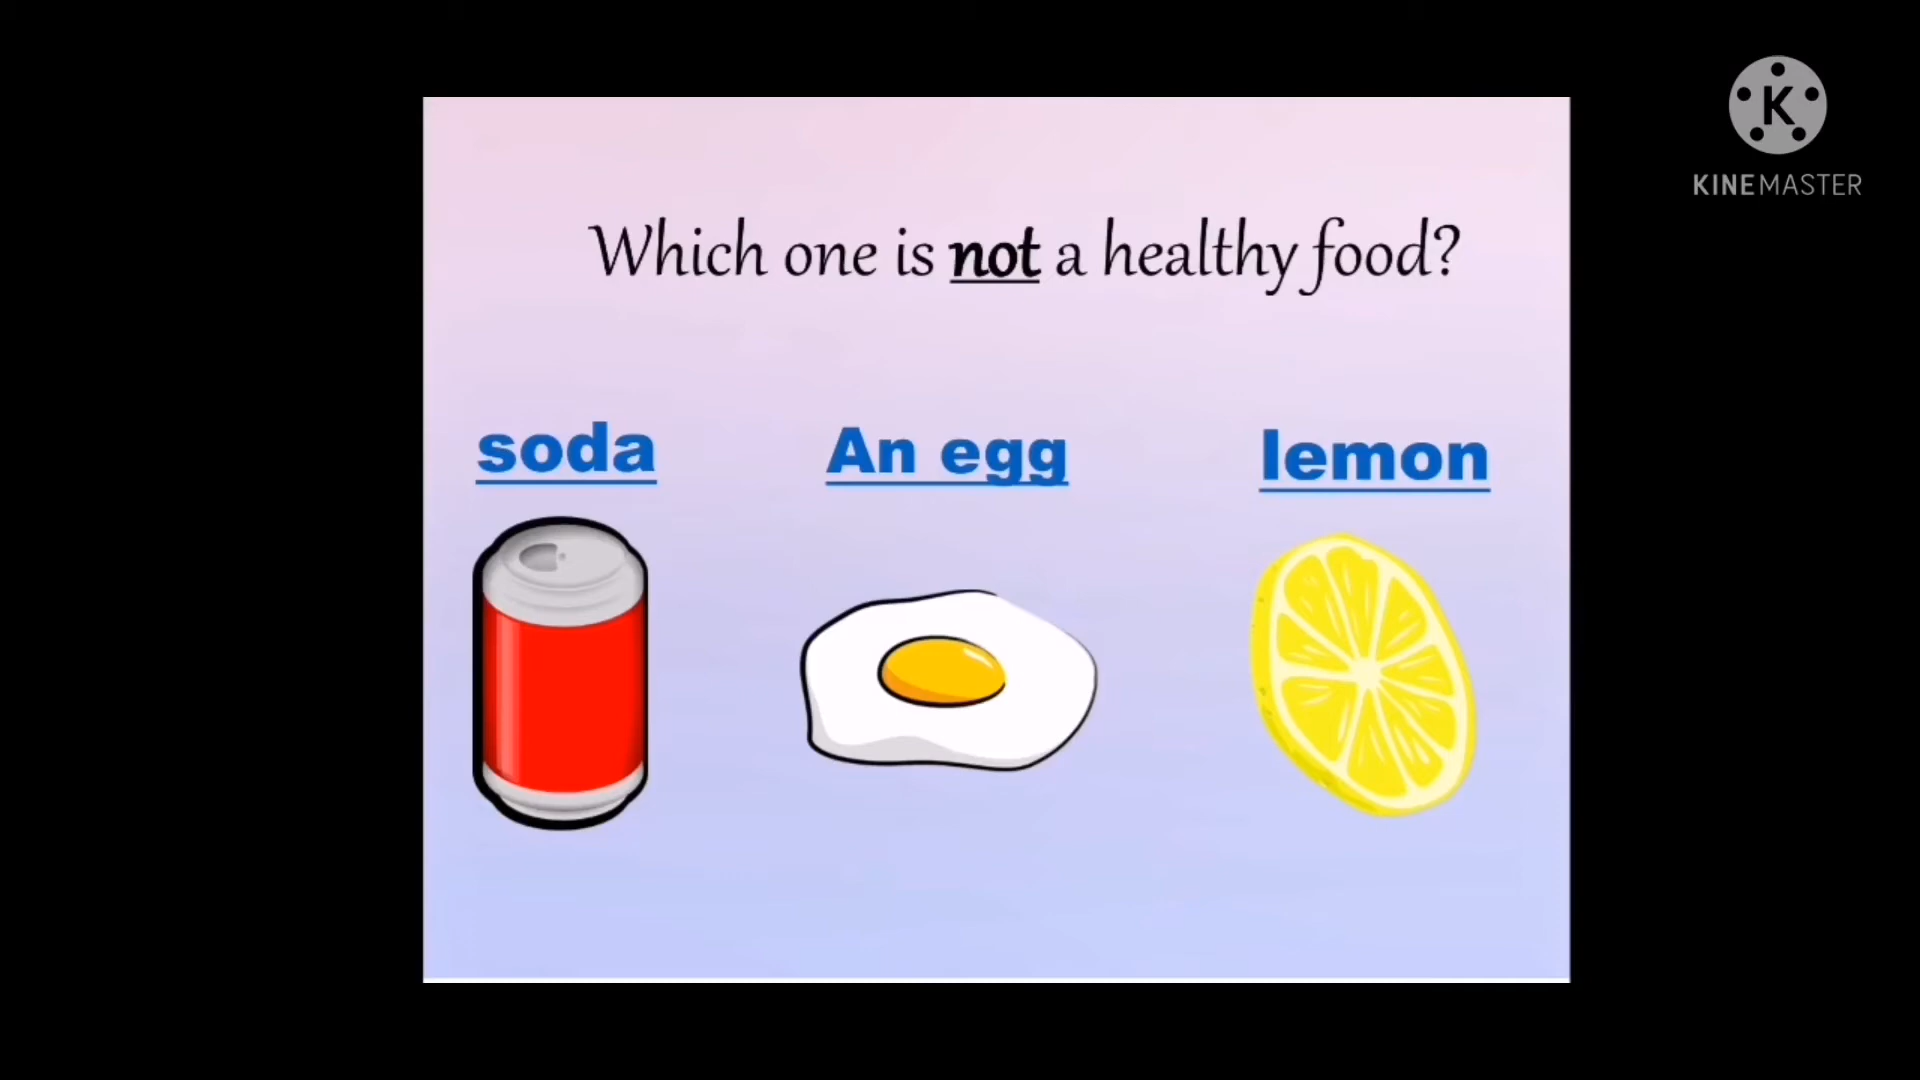 K
KINEMASTER
Which one is not a healthy food?
soda
An egg
lemon